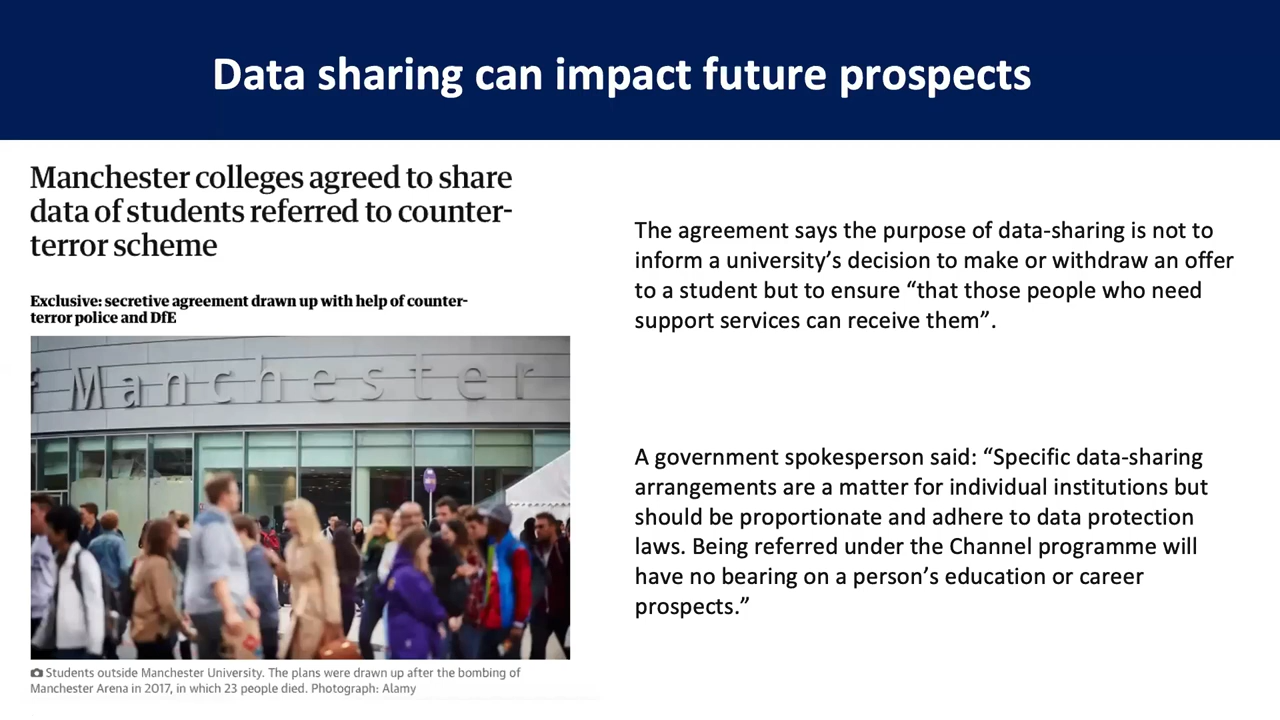 Data sharing can impact future prospects
Manchester colleges agreed to share
data of students referred to counter-
terror scheme
Exclusive: secretive agreement drawn up with help of counter-
terror police and DfE
Manchester
Students outside Manchester University. The plans were drawn up after the bombing of
Manchester Arena in 2017, in which 23 people died. Photograph: Alamy
The agreement says the purpose of data-sharing is not to
inform a university’s decision to make or withdraw an offer
to a student but to ensure “that those people who need
support services can receive them”.
A government spokesperson said: “Specific data-sharing
arrangements are a matter for individual institutions but
should be proportionate and adhere to data protection
laws. Being referred under the Channel programme will
have no bearing on a person’s education or career
prospects.”